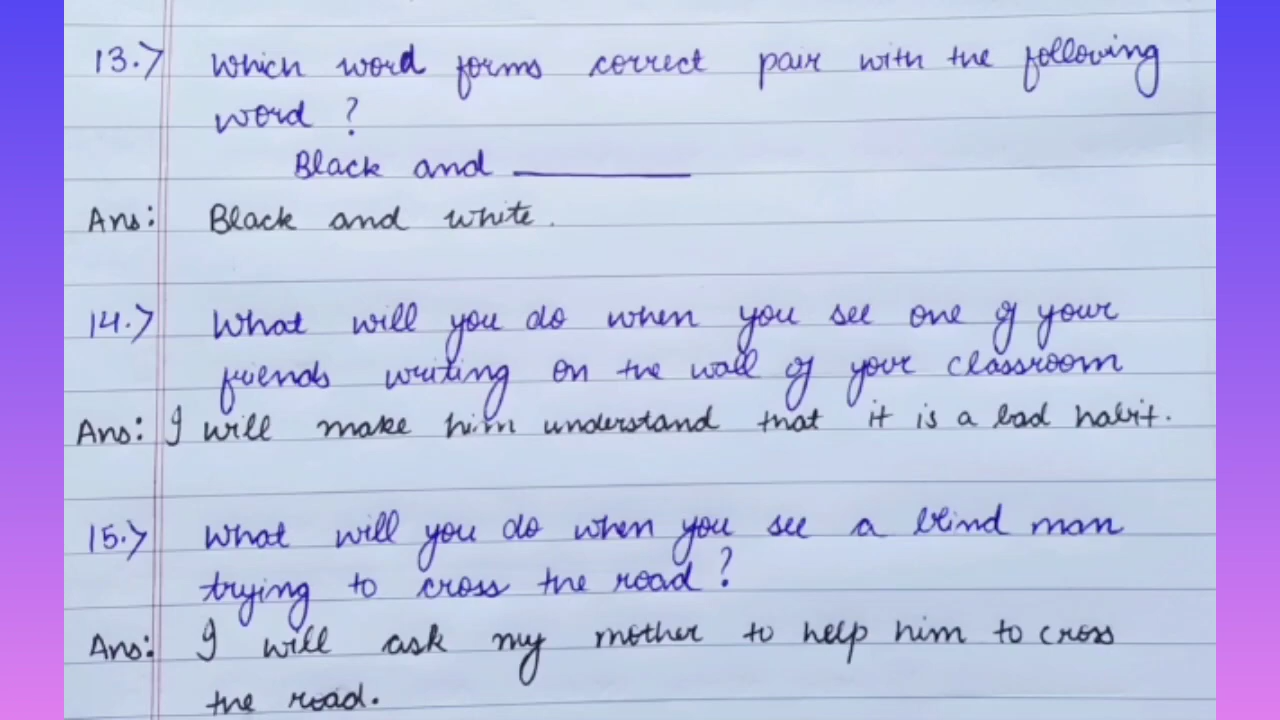 13.> Which word forms correct pair with the following
word ?
Black and ________
Ans: Black and white.
14.> What will you do when you see one of your
friends writing on the wall of your classroom
Ans: I will make him understand that it is a bad habit.
15.> What will you do when you see a blind man
trying to cross the road?
Ans: I will ask my mother to help him to cross
the road.